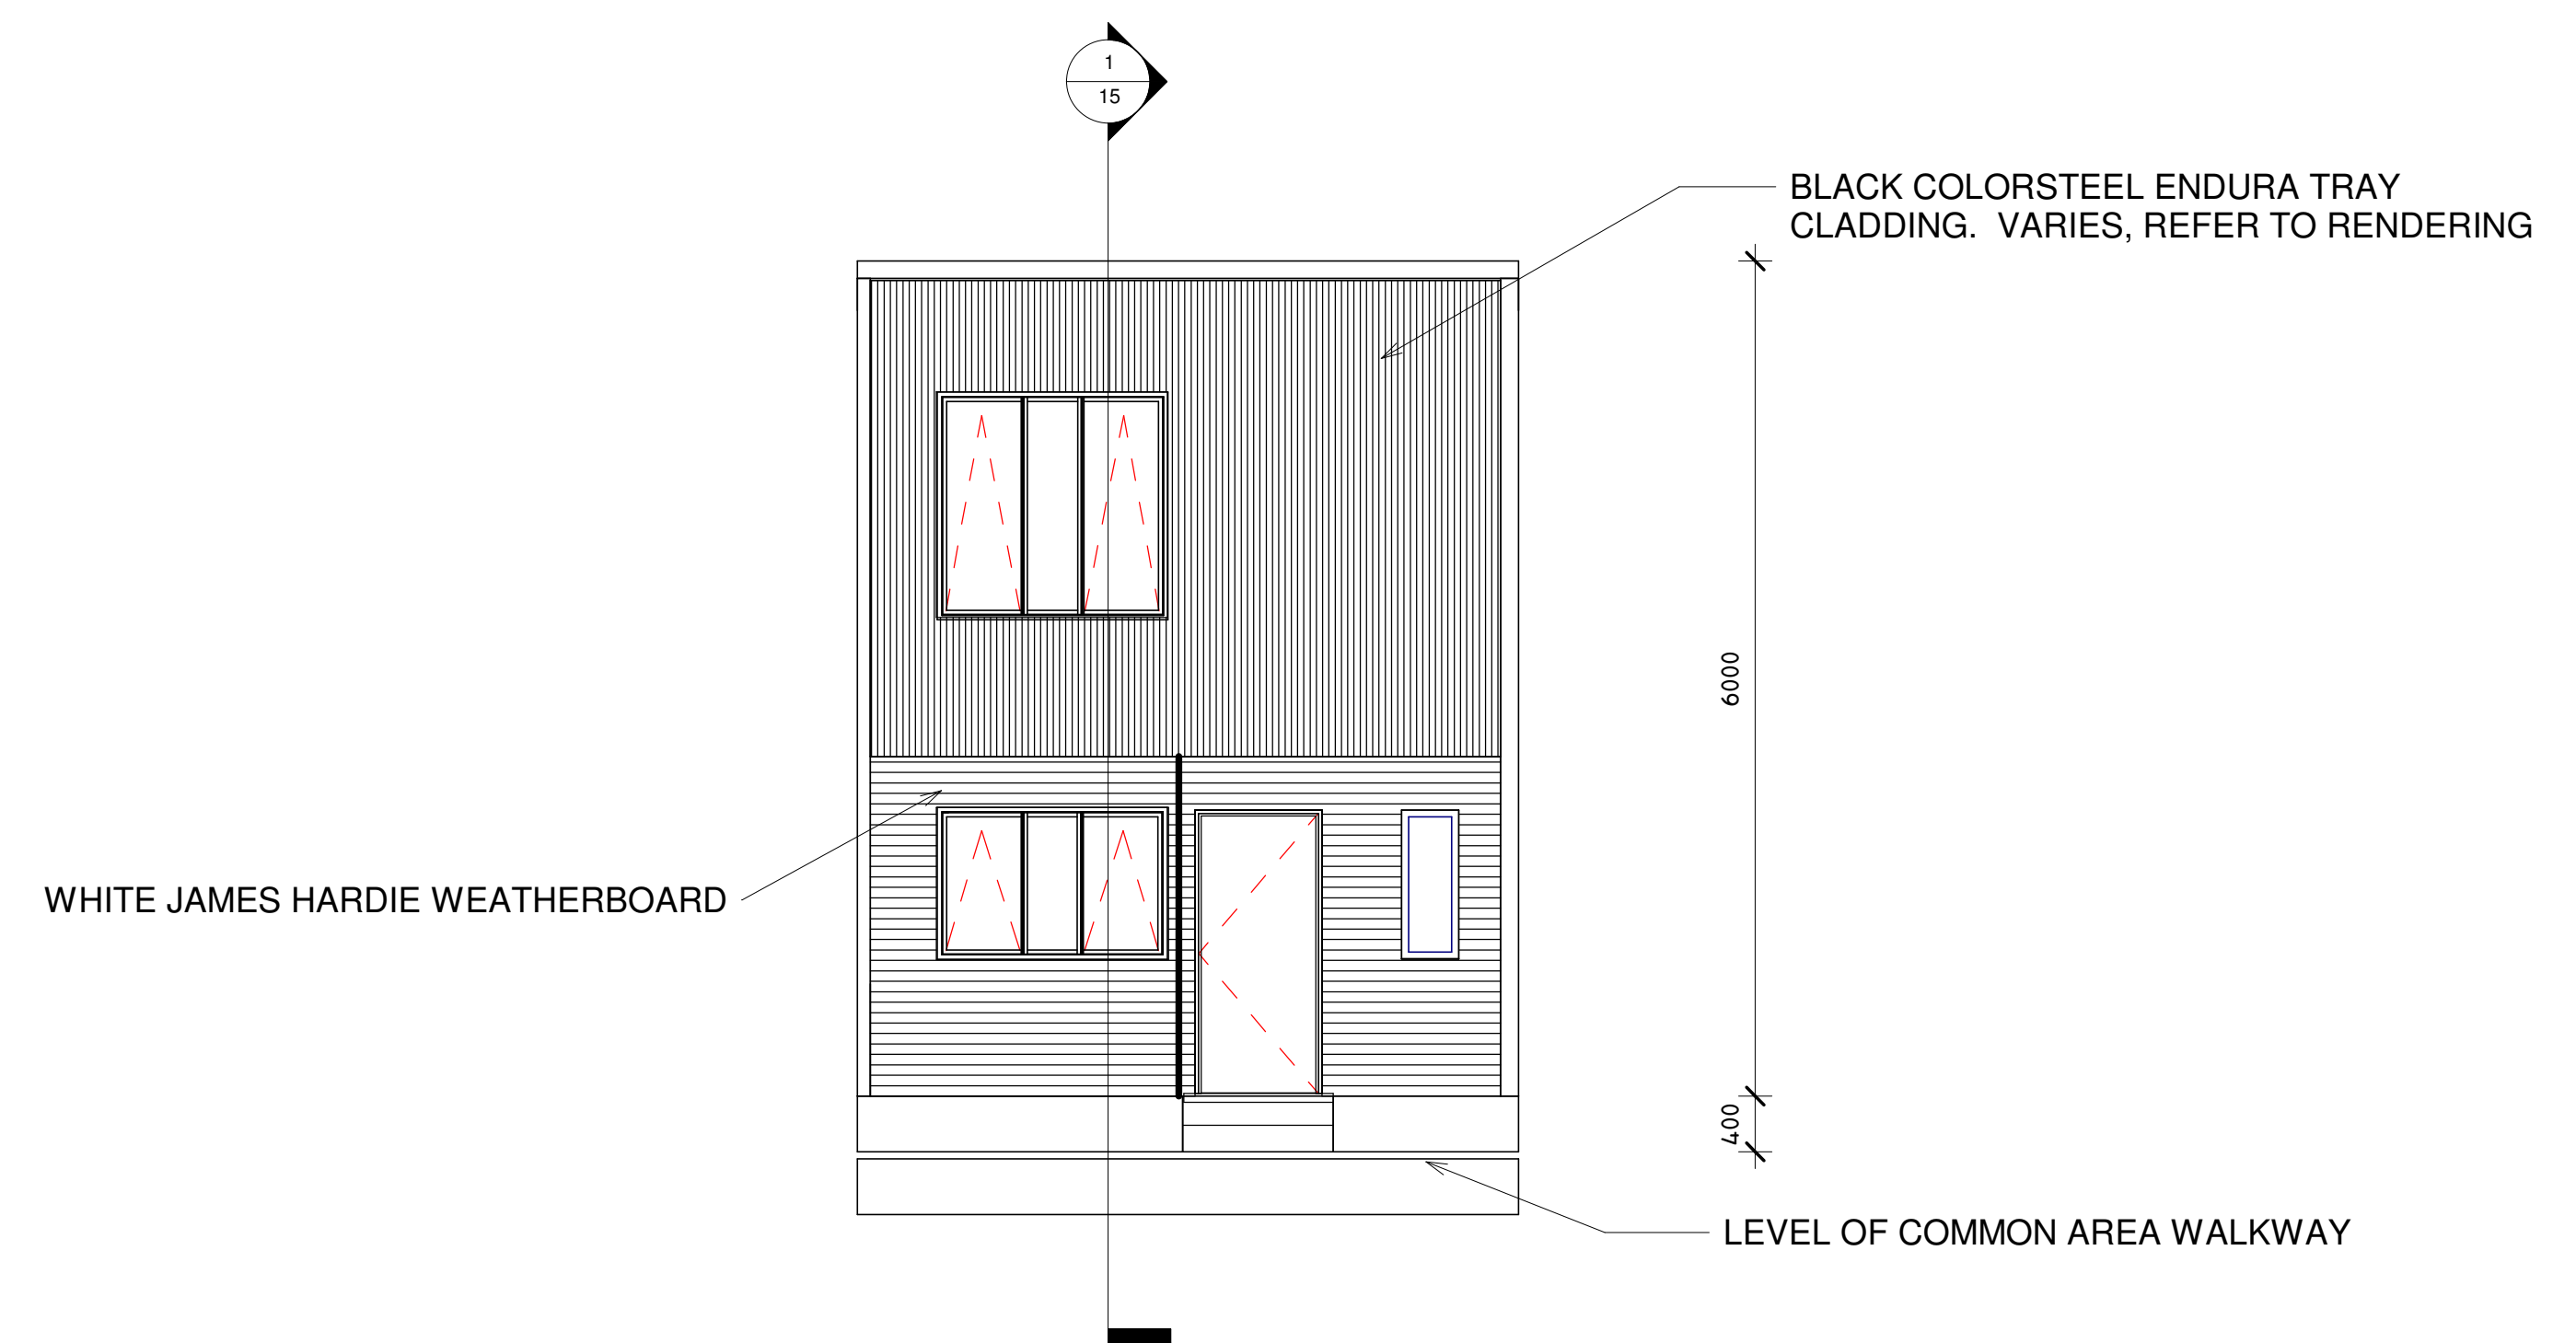 1
15
BLACK COLORSTEEL ENDURA TRAY
CLADDING.  VARIES, REFER TO RENDERING
6000
WHITE JAMES HARDIE WEATHERBOARD
400
LEVEL OF COMMON AREA WALKWAY